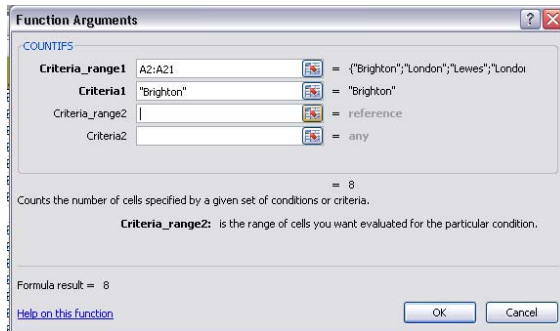 Function Arguments
COUNTIFS
Criteria_range1 A2:A21 = {"Brighton";"London";"Lewes";"Londor
Criteria1 "Brighton" = "Brighton"
Criteria_range2 = reference
Criteria2 = any
= 8
Counts the number of cells specified by a given set of conditions or criteria.
Criteria_range2: is the range of cells you want evaluated for the particular condition.
Formula result = 8
Help on this function OK Cancel